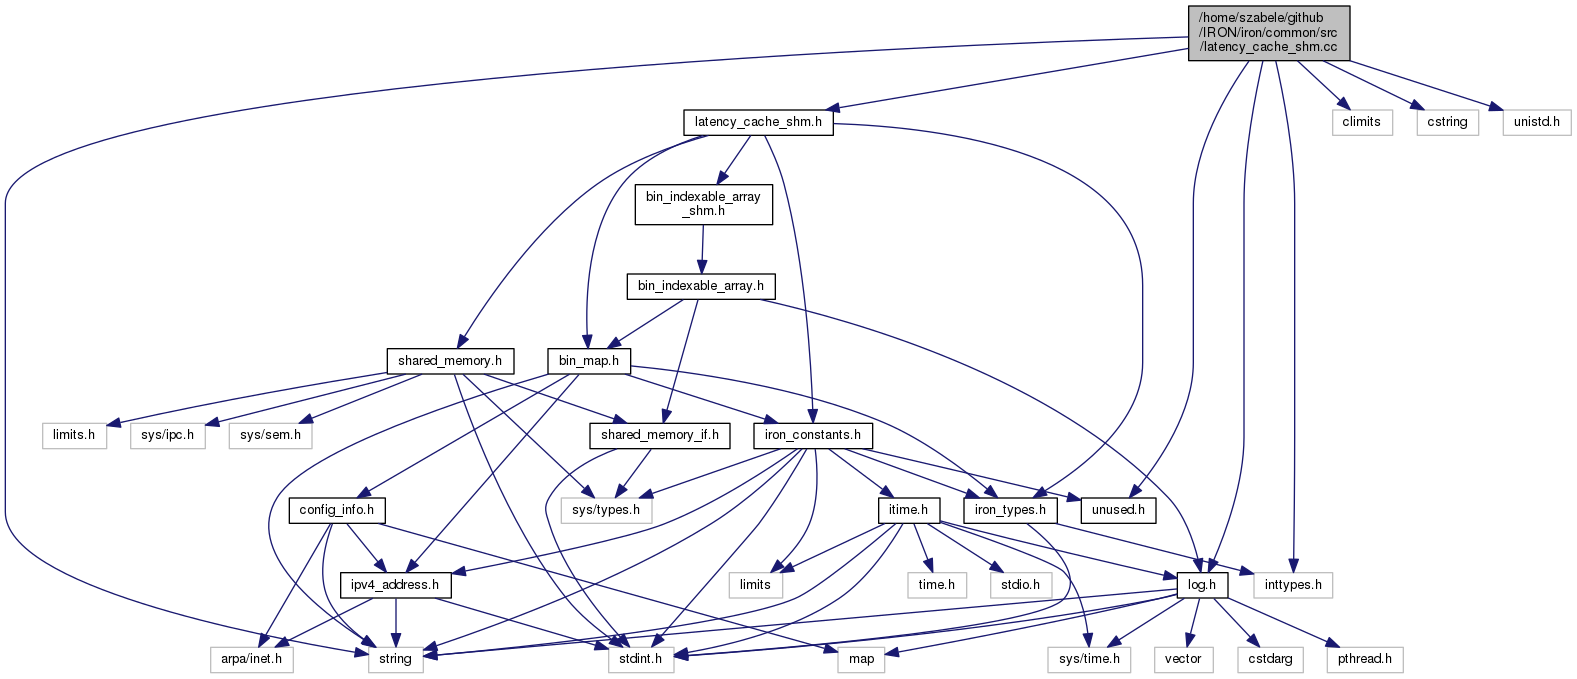 /home/szabele/github
/IRON/iron/common/src
/latency_cache_shm.cc
latency_cache_shm.h
climits
cstring
unistd.h
bin_indexable_array
_shm.h
bin_indexable_array.h
shared_memory.h
bin_map.h
limits.h
sys/ipc.h
sys/sem.h
shared_memory_if.h
iron_constants.h
config_info.h
sys/types.h
itime.h
iron_types.h
unused.h
ipv4_address.h
limits
time.h
stdio.h
log.h
inttypes.h
arpa/inet.h
string
stdint.h
map
sys/time.h
vector
cstdarg
pthread.h